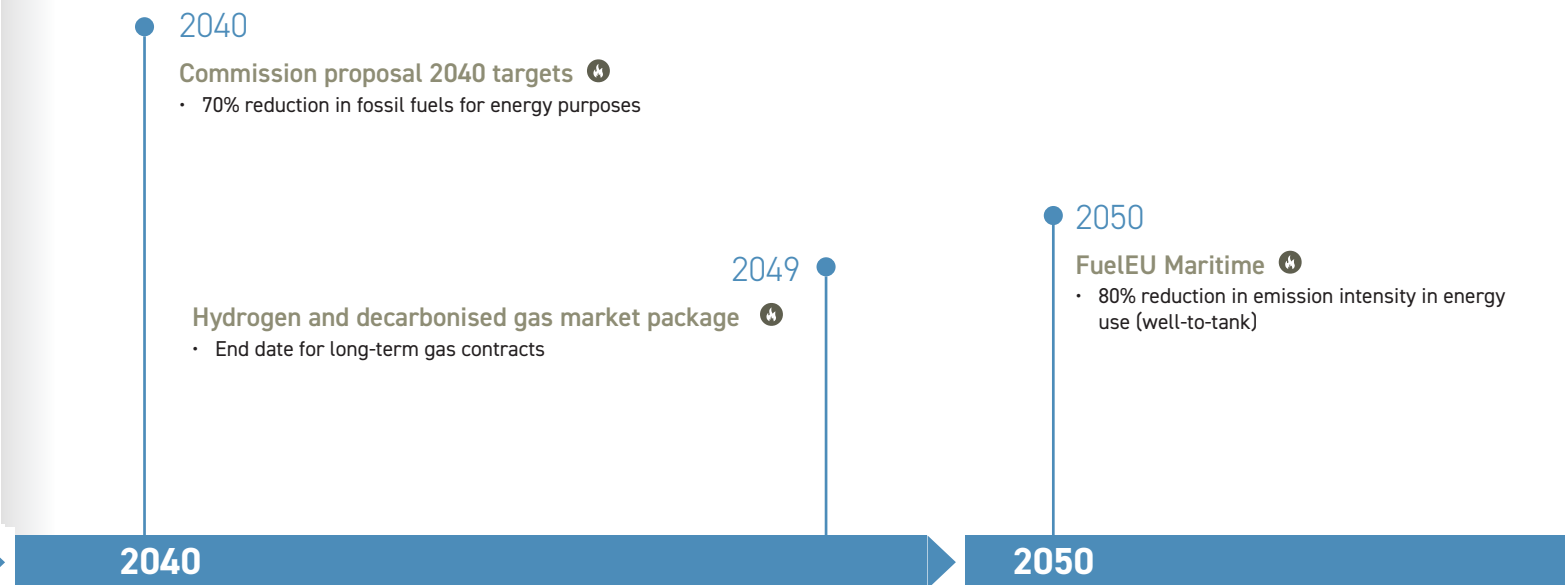 2040
Commission proposal 2040 targets
• 70% reduction in fossil fuels for energy purposes
2049
Hydrogen and decarbonised gas market package
• End date for long-term gas contracts
2050
FuelEU Maritime
• 80% reduction in emission intensity in energy
use (well-to-tank)
2040
2050